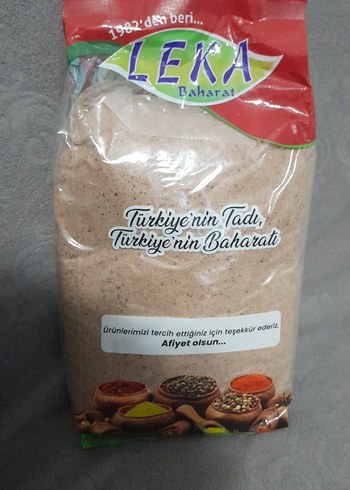 1982'den beri...
LEKA
Baharat
Türkiye'nin Tadı,
Türkiye'nin Baharatı
Ürünlerimizi tercih ettiğiniz için teşekkür ederiz.
Afiyet olsun...